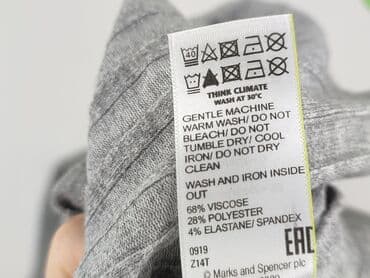 40
THINK CLIMATE
WASH AT 30°C
GENTLE MACHINE
WARM WASH/ DO NOT
BLEACH/ DO NOT
TUMBLE DRY/ COOL
IRON/ DO NOT DRY
CLEAN
WASH AND IRON INSIDE
OUT
68% VISCOSE
28% POLYESTER
4% ELASTANE/ SPANDEX
0919
Z14T
EAC
© Marks and Spencer plc